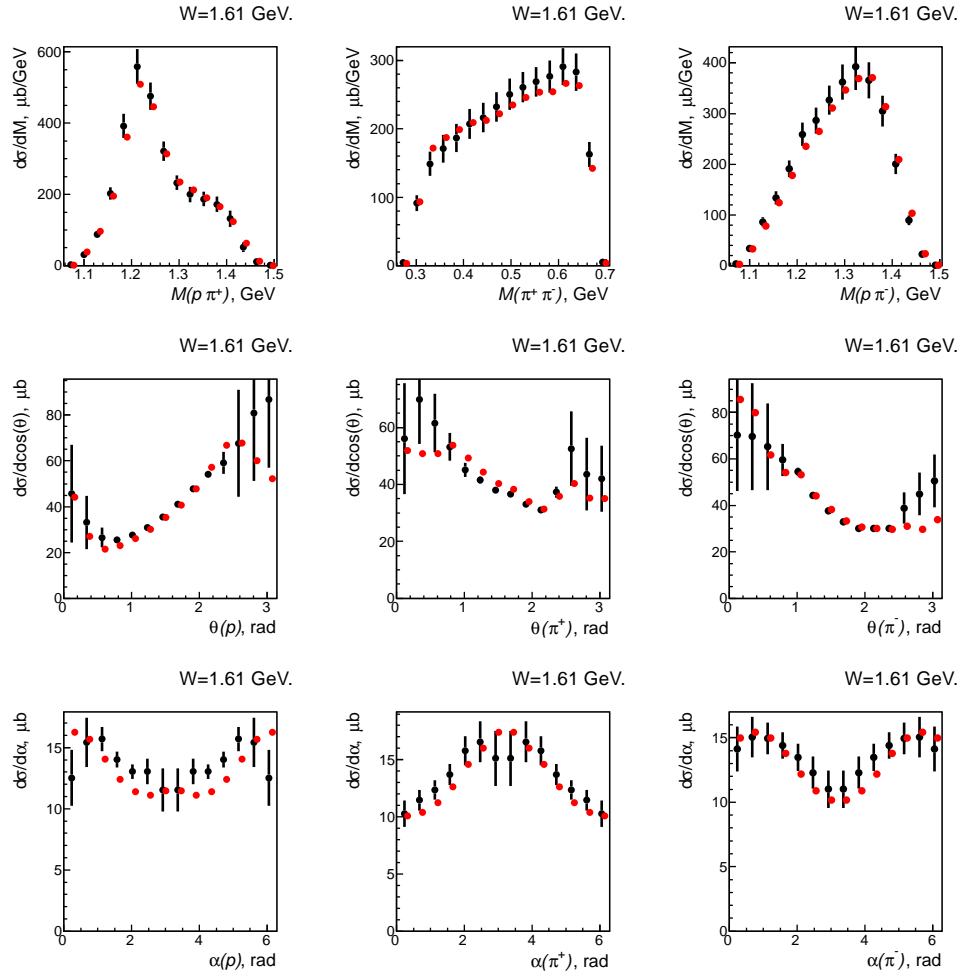 W=1.61 GeV. W=1.61 GeV. W=1.61 GeV.
dσ/dM, μb/GeV
600
400
200
0
1.1 1.2 1.3 1.4 1.5
M(p π⁺), GeV
dσ/dM, μb/GeV
300
200
100
0
0.3 0.4 0.5 0.6 0.7
M(π⁺ π⁻), GeV
dσ/dM, μb/GeV
400
300
200
100
0
1.1 1.2 1.3 1.4 1.5
M(p π⁻), GeV
W=1.61 GeV. W=1.61 GeV. W=1.61 GeV.
dσ/dcos(θ), μb
80
60
40
20
0
0 1 2 3
θ(p), rad
dσ/dcos(θ), μb
80
60
40
20
0
0 1 2 3
θ(π⁺), rad
dσ/dcos(θ), μb
80
60
40
20
0
0 1 2 3
θ(π⁻), rad
W=1.61 GeV. W=1.61 GeV. W=1.61 GeV.
dσ/dα, μb
15
10
5
0
0 2 4 6
α(p), rad
dσ/dα, μb
15
10
5
0
0 2 4 6
α(π⁺), rad
dσ/dα, μb
15
10
5
0
0 2 4 6
α(π⁻), rad